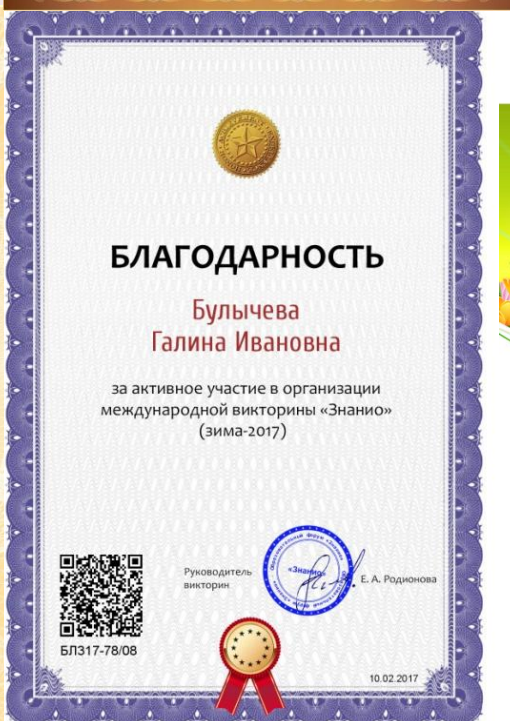 БЛАГОДАРНОСТЬ
Булычева
Галина Ивановна
за активное участие в организации
международной викторины «Знанио»
(зима-2017)
Руководитель
викторин
«Знанио»
Е. А. Родионова
БЛ317-78/08
10.02.2017